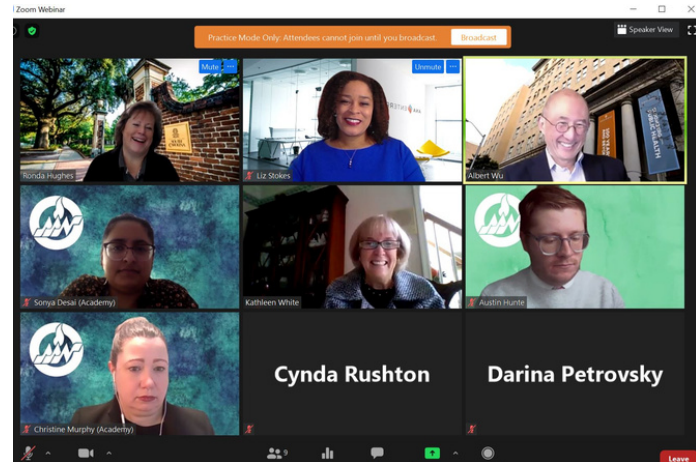 Zoom Webinar
Speaker View
Practice Mode Only: Attendees cannot join until you broadcast.
Broadcast
Mute
Unmute
Ronda Hughes
Liz Stokes
Albert Wu
Sonya Desai (Academy)
Kathleen White
Austin Hunte
Christine Murphy (Academy)
Cynda Rushton
Darina Petrovsky
9
Leave